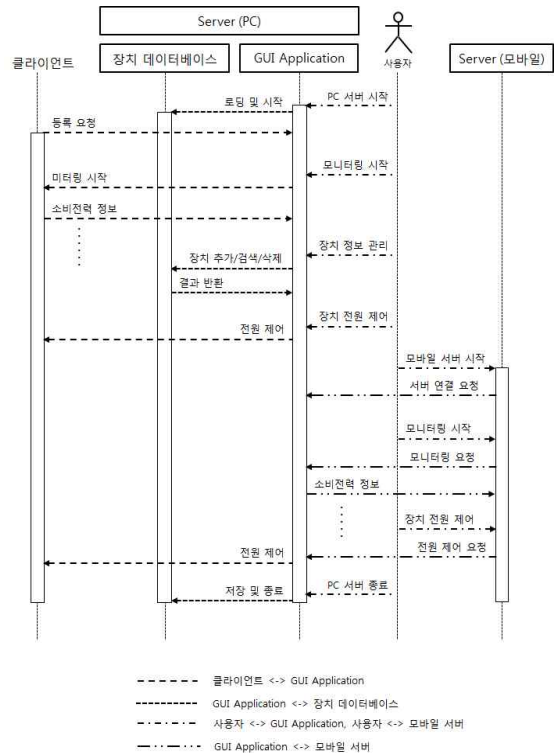 Server (PC)
클라이언트
장치 데이터베이스
GUI Application
사용자
Server (모바일)
PC 서버 시작
로딩 및 시작
등록 요청
모니터링 시작
미터링 시작
소비전력 정보
장치 정보 관리
장치 추가/검색/삭제
결과 반환
장치 전원 제어
전원 제어
모바일 서버 시작
서버 연결 요청
모니터링 시작
모니터링 요청
소비전력 정보
장치 전원 제어
전원 제어 요청
전원 제어
PC 서버 종료
저장 및 종료
클라이언트 <-> GUI Application
GUI Application <-> 장치 데이터베이스
사용자 <-> GUI Application, 사용자 <-> 모바일 서버
GUI Application <-> 모바일 서버